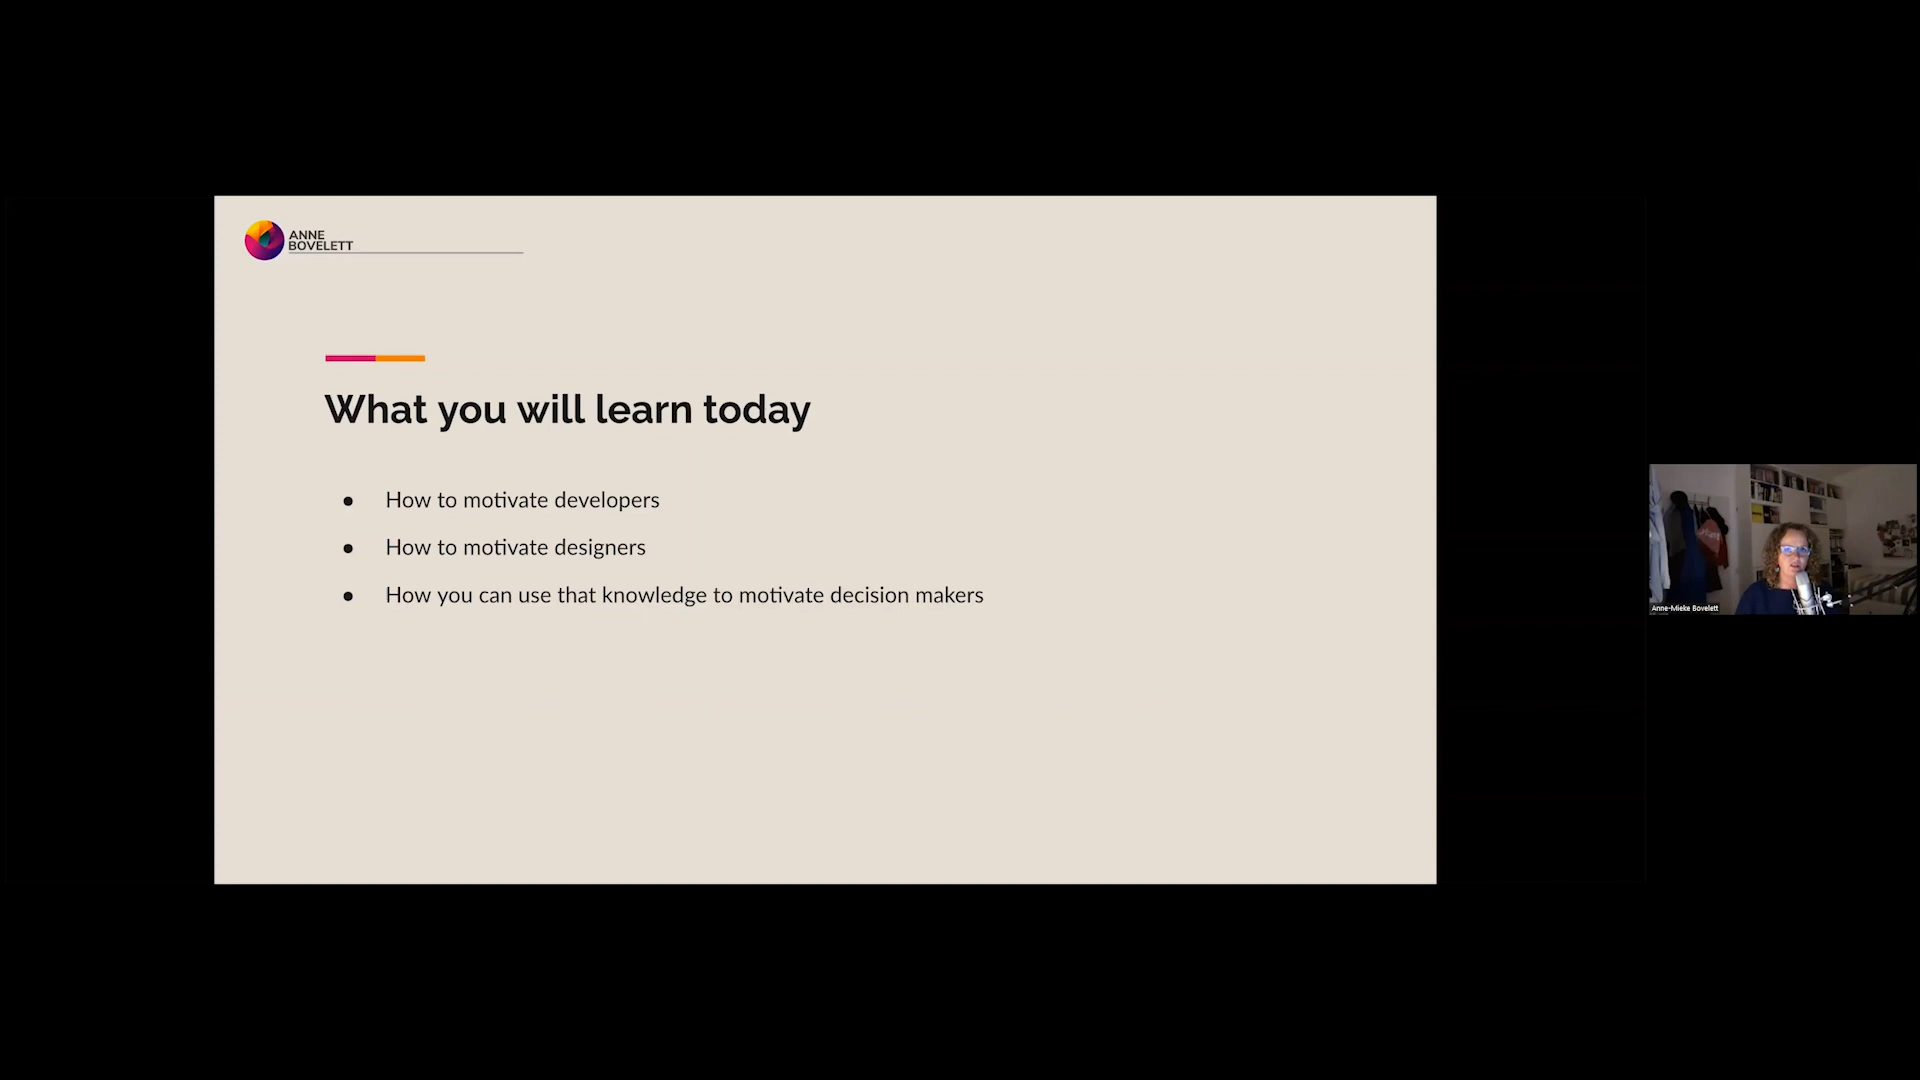 ANNE
BOVELETT
What you will learn today
● How to motivate developers
● How to motivate designers
● How you can use that knowledge to motivate decision makers
Anne-Mieke Bovelett